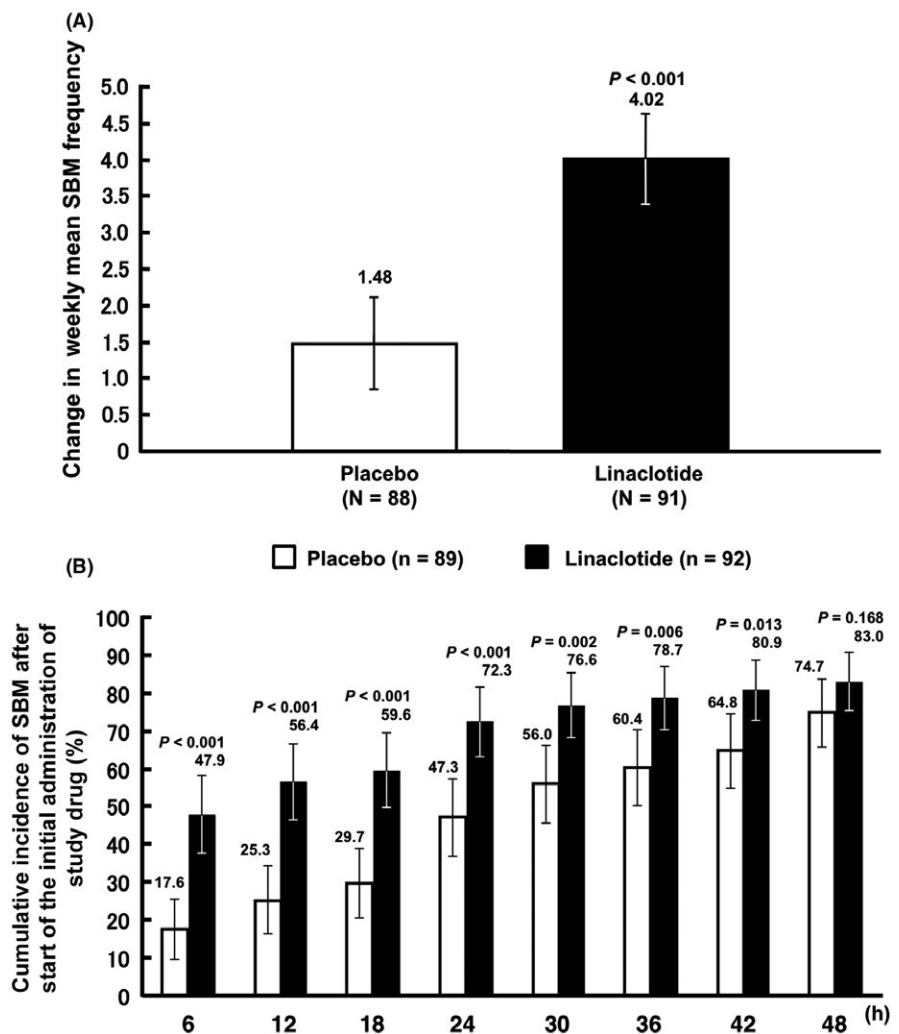 (A)
Change in weekly mean SBM frequency
5.0
4.5
4.0
3.5
3.0
2.5
2.0
1.5
1.0
0.5
0
1.48
P < 0.001
4.02
Placebo
(N = 88)
Linaclotide
(N = 91)
(B)
Placebo (n = 89)
Linaclotide (n = 92)
Cumulative incidence of SBM after
start of the initial administration of
study drug (%)
100
90
80
70
60
50
40
30
20
10
0
17.6
P < 0.001
47.9
25.3
P < 0.001
56.4
29.7
P < 0.001
59.6
47.3
P < 0.001
72.3
56.0
P = 0.002
76.6
60.4
P = 0.006
78.7
64.8
P = 0.013
80.9
74.7
P = 0.168
83.0
6 12 18 24 30 36 42 48 (h)